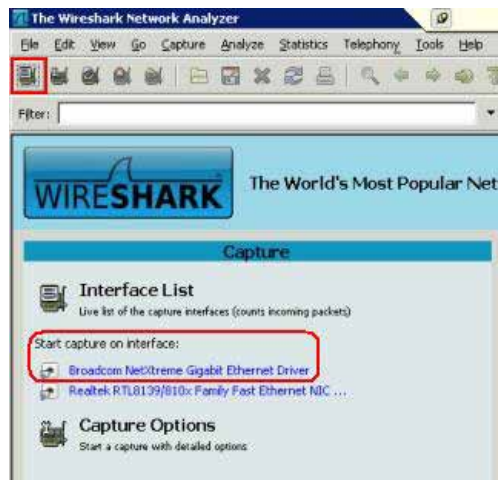 The Wireshark Network Analyzer
File Edit View Go Capture Analyze Statistics Telephony Tools Help
Filter:
WIRESHARK
The World's Most Popular Net
Capture
Interface List
Live list of the capture interfaces (counts incoming packets)
Start capture on interface:
Broadcom NetXtreme Gigabit Ethernet Driver
Realtek RTL8139/810x Family Fast Ethernet NIC ...
Capture Options
Start a capture with detailed options